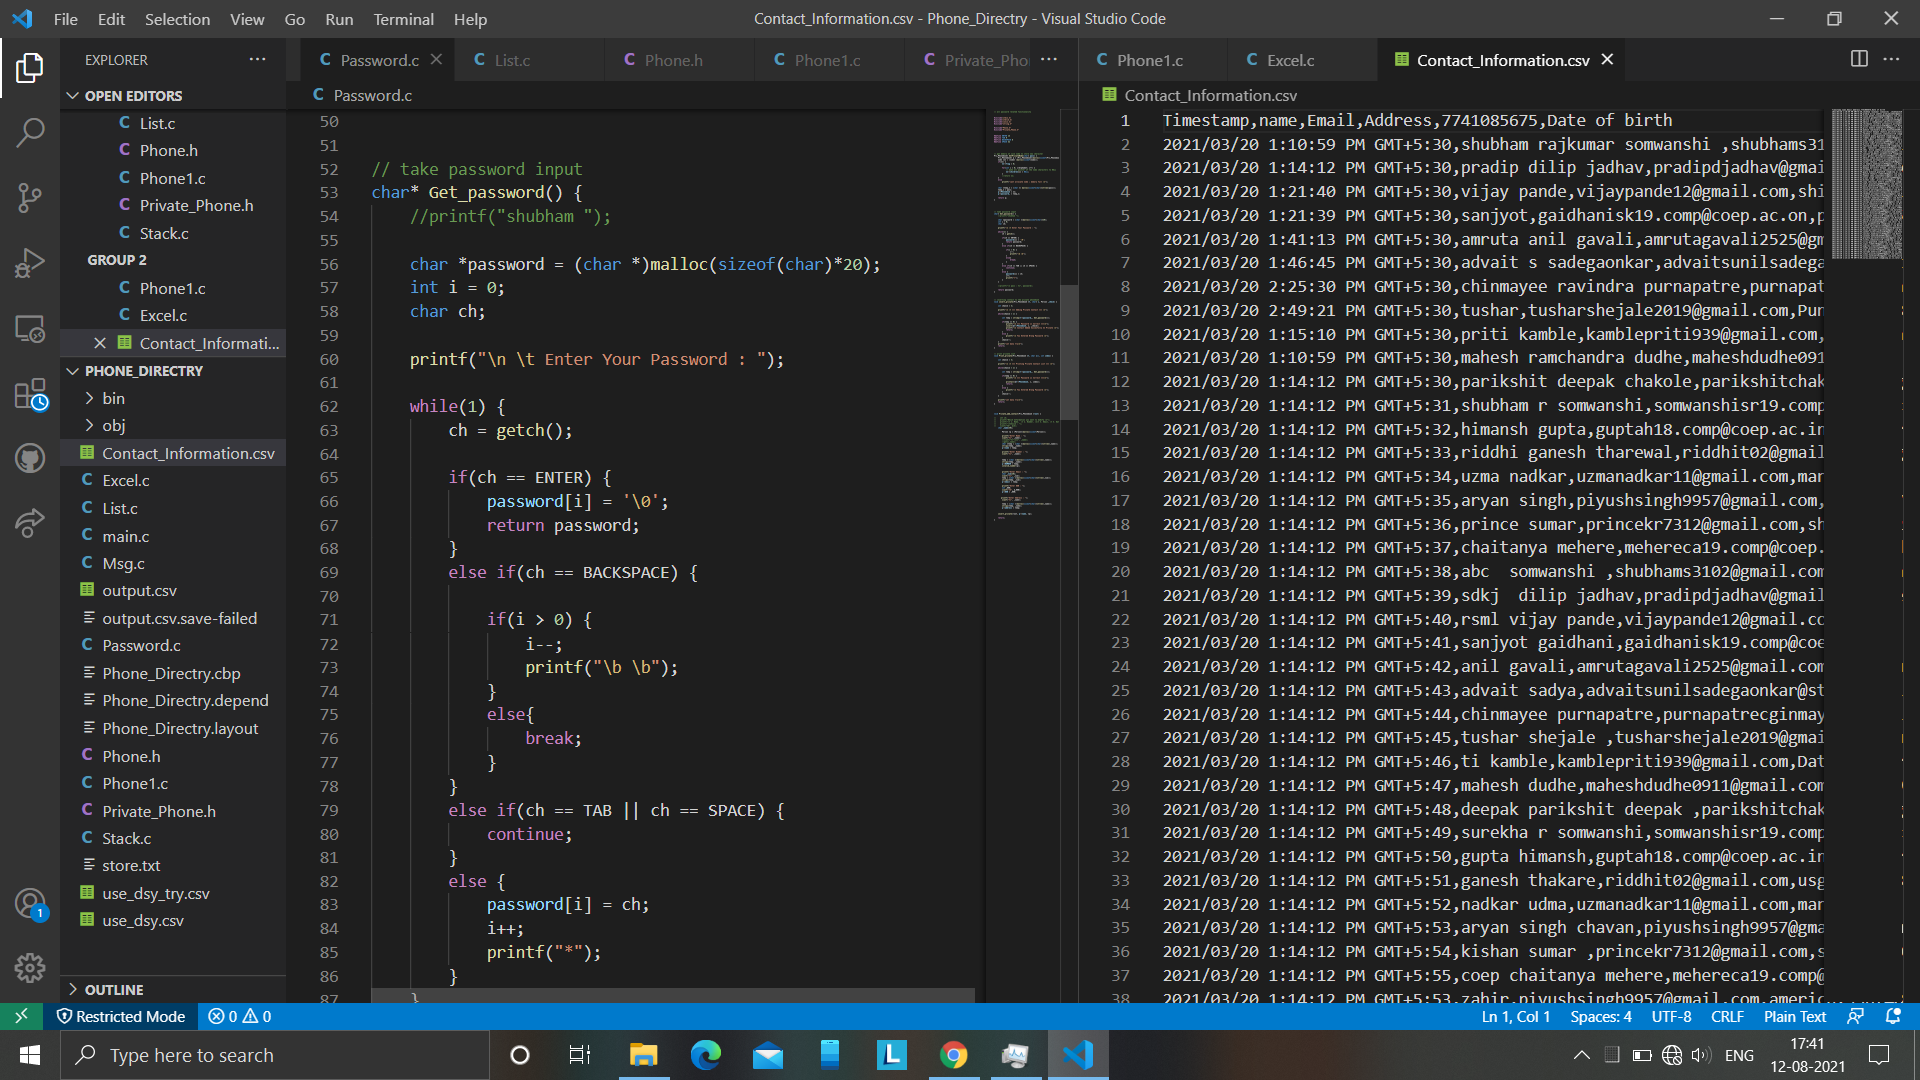 File Edit Selection View Go Run Terminal Help
Contact_Information.csv - Phone_Directry - Visual Studio Code
EXPLORER
OPEN EDITORS
List.c
Phone.h
Phone1.c
Private_Phone.h
Stack.c
GROUP 2
Phone1.c
Excel.c
Contact_Informati...
PHONE_DIRECTRY
bin
obj
Contact_Information.csv
Excel.c
List.c
main.c
Msg.c
output.csv
output.csv.save-failed
Password.c
Phone_Directry.cbp
Phone_Directry.depend
Phone_Directry.layout
Phone.h
Phone1.c
Private_Phone.h
Stack.c
store.txt
use_dsy_try.csv
use_dsy.csv
OUTLINE
Password.c List.c Phone.h Phone1.c Private_Pho
Password.c
50
51
52 // take password input
53 char* Get_password() {
54 //printf("shubham ");
55
56 char *password = (char *)malloc(sizeof(char)*20);
57 int i = 0;
58 char ch;
59
60 printf("\n \t Enter Your Password : ");
61
62 while(1) {
63 ch = getch();
64
65 if(ch == ENTER) {
66 password[i] = '\0';
67 return password;
68 }
69 else if(ch == BACKSPACE) {
70
71 if(i > 0) {
72 i--;
73 printf("\b \b");
74 }
75 else{
76 break;
77 }
78 }
79 else if(ch == TAB || ch == SPACE) {
80 continue;
81 }
82 else {
83 password[i] = ch;
84 i++;
85 printf("*");
86 }
87 }
Phone1.c Excel.c Contact_Information.csv
Contact_Information.csv
1 Timestamp,name,Email,Address,7741085675,Date of birth
2 2021/03/20 1:10:59 PM GMT+5:30,shubham rajkumar somwanshi ,shubhams31
3 2021/03/20 1:14:12 PM GMT+5:30,pradip dilip jadhav,pradipdjadhav@gmai
4 2021/03/20 1:21:40 PM GMT+5:30,vijay pande,vijaypande12@gmail.com,shi
5 2021/03/20 1:21:39 PM GMT+5:30,sanjyot,gaidhanisk19.comp@coep.ac.on,p
6 2021/03/20 1:41:13 PM GMT+5:30,amruta anil gavali,amrutagavali2525@gm
7 2021/03/20 1:46:45 PM GMT+5:30,advait s sadegaonkar,advaitsunilsadega
8 2021/03/20 2:25:30 PM GMT+5:30,chinmayee ravindra purnapatre,purnapat
9 2021/03/20 2:49:21 PM GMT+5:30,tushar,tusharshejale2019@gmail.com,Pun
10 2021/03/20 1:15:10 PM GMT+5:30,priti kamble,kamblepriti939@gmail.com,
11 2021/03/20 1:10:59 PM GMT+5:30,mahesh ramchandra dudhe,maheshdudhe091
12 2021/03/20 1:14:12 PM GMT+5:30,parikshit deepak chakole,parikshitchak
13 2021/03/20 1:14:12 PM GMT+5:31,shubham r somwanshi,somwanshisr19.comp
14 2021/03/20 1:14:12 PM GMT+5:32,himansh gupta,guptah18.comp@coep.ac.in
15 2021/03/20 1:14:12 PM GMT+5:33,riddhi ganesh tharewal,riddhit02@gmail
16 2021/03/20 1:14:12 PM GMT+5:34,uzma nadkar,uzmanadkar11@gmail.com,mar
17 2021/03/20 1:14:12 PM GMT+5:35,aryan singh,piyushsingh9957@gmail.com,
18 2021/03/20 1:14:12 PM GMT+5:36,prince sumar,princekr7312@gmail.com,sh
19 2021/03/20 1:14:12 PM GMT+5:37,chaitanya mehere,mehereca19.comp@coep.
20 2021/03/20 1:14:12 PM GMT+5:38,abc  somwanshi ,shubhams3102@gmail.com
21 2021/03/20 1:14:12 PM GMT+5:39,sdkj  dilip jadhav,pradipdjadhav@gmail
22 2021/03/20 1:14:12 PM GMT+5:40,rsml vijay pande,vijaypande12@gmail.co
23 2021/03/20 1:14:12 PM GMT+5:41,sanjyot gaidhani,gaidhanisk19.comp@coe
24 2021/03/20 1:14:12 PM GMT+5:42,anil gavali,amrutagavali2525@gmail.com
25 2021/03/20 1:14:12 PM GMT+5:43,advait sadya,advaitsunilsadegaonkar@st
26 2021/03/20 1:14:12 PM GMT+5:44,chinmayee purnapatre,purnapatrecginmay
27 2021/03/20 1:14:12 PM GMT+5:45,tushar shejale ,tusharshejale2019@gmai
28 2021/03/20 1:14:12 PM GMT+5:46,ti kamble,kamblepriti939@gmail.com,Dat
29 2021/03/20 1:14:12 PM GMT+5:47,mahesh dudhe,maheshdudhe0911@gmail.com
30 2021/03/20 1:14:12 PM GMT+5:48,deepak parikshit deepak ,parikshitchak
31 2021/03/20 1:14:12 PM GMT+5:49,surekha r somwanshi,somwanshisr19.comp
32 2021/03/20 1:14:12 PM GMT+5:50,gupta himansh,guptah18.comp@coep.ac.in
33 2021/03/20 1:14:12 PM GMT+5:51,ganesh thakare,riddhit02@gmail.com,usg
34 2021/03/20 1:14:12 PM GMT+5:52,nadkar udma,uzmanadkar11@gmail.com,mar
35 2021/03/20 1:14:12 PM GMT+5:53,aryan singh chavan,piyushsingh9957@gma
36 2021/03/20 1:14:12 PM GMT+5:54,kishan sumar ,princekr7312@gmail.com,s
37 2021/03/20 1:14:12 PM GMT+5:55,coep chaitanya mehere,mehereca19.comp@
38 2021/03/20 1:14:12 PM GMT+5:53,zahir,piyushsingh9957@gmail.com,americ
Restricted Mode 0 0 Ln 1, Col 1 Spaces: 4 UTF-8 CRLF Plain Text
Type here to search
ENG
17:41
12-08-2021